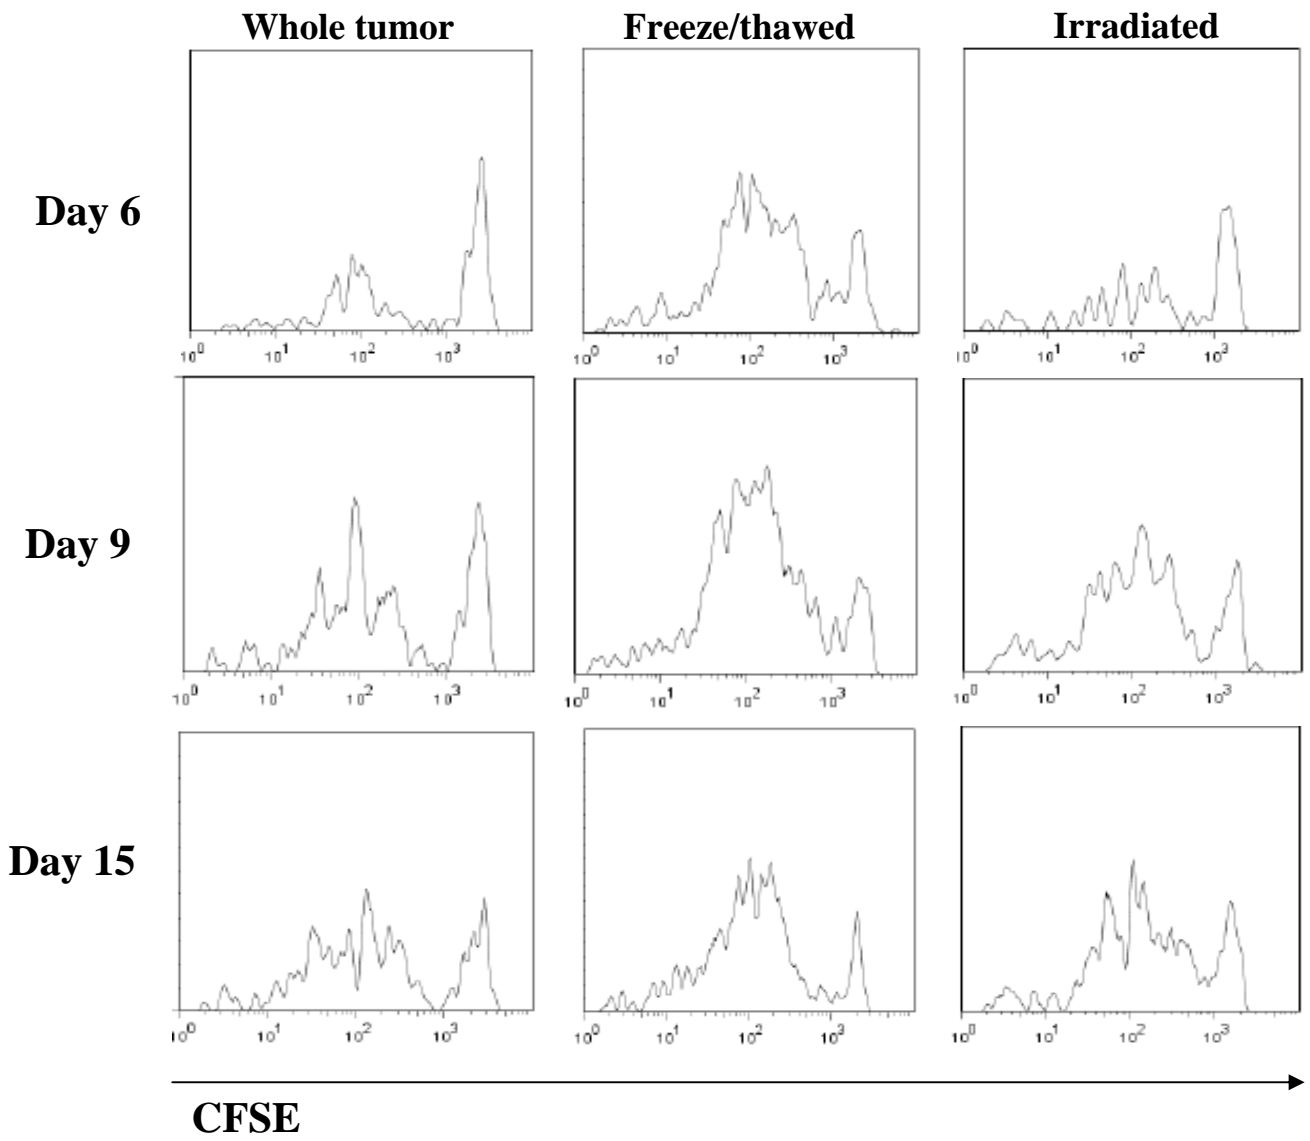 Whole tumor Freeze/thawed Irradiated
Day 6
10⁰ 10¹ 10² 10³ 10⁰ 10¹ 10² 10³ 10⁰ 10¹ 10² 10³
Day 9
10⁰ 10¹ 10² 10³ 10⁰ 10¹ 10² 10³ 10⁰ 10¹ 10² 10³
Day 15
10⁰ 10¹ 10² 10³ 10⁰ 10¹ 10² 10³ 10⁰ 10¹ 10² 10³
CFSE